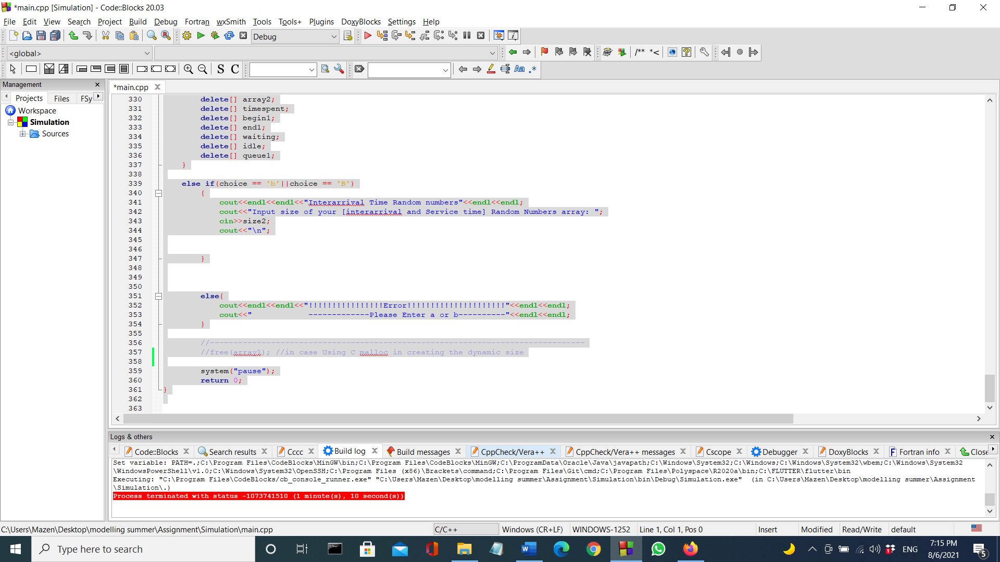 *main.cpp [Simulation] - Code::Blocks 20.03
File Edit View Search Project Build Debug Fortran wxSmith Tools Tools+ Plugins DoxyBlocks Settings Help
Debug
<global>
/** *<
S C
Aa .*
Management
*main.cpp
Projects Files FSy
Workspace
Simulation
Sources
330 delete[] array2;
331 delete[] timespent;
332 delete[] begin1;
333 delete[] end1;
334 delete[] waiting;
335 delete[] idle;
336 delete[] queue1;
337 }
338
339 else if(choice == 'b'||choice == 'B')
340 {
341 cout<<endl<<endl<<"Interarrival Time Random numbers"<<endl<<endl;
342 cout<<"Input size of your [interarrival and Service time] Random Numbers array: ";
343 cin>>size2;
344 cout<<"\n";
345
346
347 }
348
349
350
351 else{
352 cout<<endl<<endl<<"!!!!!!!!!!!!!!!!Error!!!!!!!!!!!!!!!!!!!!!"<<endl<<endl;
353 cout<<"            -------------Please Enter a or b----------"<<endl<<endl;
354 }
355
356 //--------------------------------------------------------------------------------
357 //free(array1); //in case Using C malloc in creating the dynamic size
358
359 system("pause");
360 return 0;
361 }
362
363
Logs & others
Code::Blocks Search results Cccc Build log Build messages CppCheck/Vera++ CppCheck/Vera++ messages Cscope Debugger DoxyBlocks Fortran info Close
Set variable: PATH=.;C:\Program Files\CodeBlocks\MinGW\bin;C:\Program Files\CodeBlocks\MinGW;C:\ProgramData\Oracle\Java\javapath;C:\Windows\System32;C:\Windows;C:\Windows\System32\wbem;C:\Windows\System32
\WindowsPowerShell\v1.0;C:\Windows\System32\OpenSSH;C:\Program Files (x86)\Brackets\command;C:\Program Files\Git\cmd;C:\Program Files\Polyspace\R2020a\bin;C:\FLUTTER\flutter\bin
Executing: "C:\Program Files\CodeBlocks/cb_console_runner.exe" "C:\Users\Mazen\Desktop\modelling summer\Assignment\Simulation\bin\Debug\Simulation.exe"  (in C:\Users\Mazen\Desktop\modelling summer\Assignment
\Simulation\.)
Process terminated with status -1073741510 (1 minute(s), 10 second(s))
C:\Users\Mazen\Desktop\modelling summer\Assignment\Simulation\main.cpp C/C++ Windows (CR+LF) WINDOWS-1252 Line 1, Col 1, Pos 0 Insert Modified Read/Write default
Type here to search
ENG
7:15 PM
8/6/2021
5